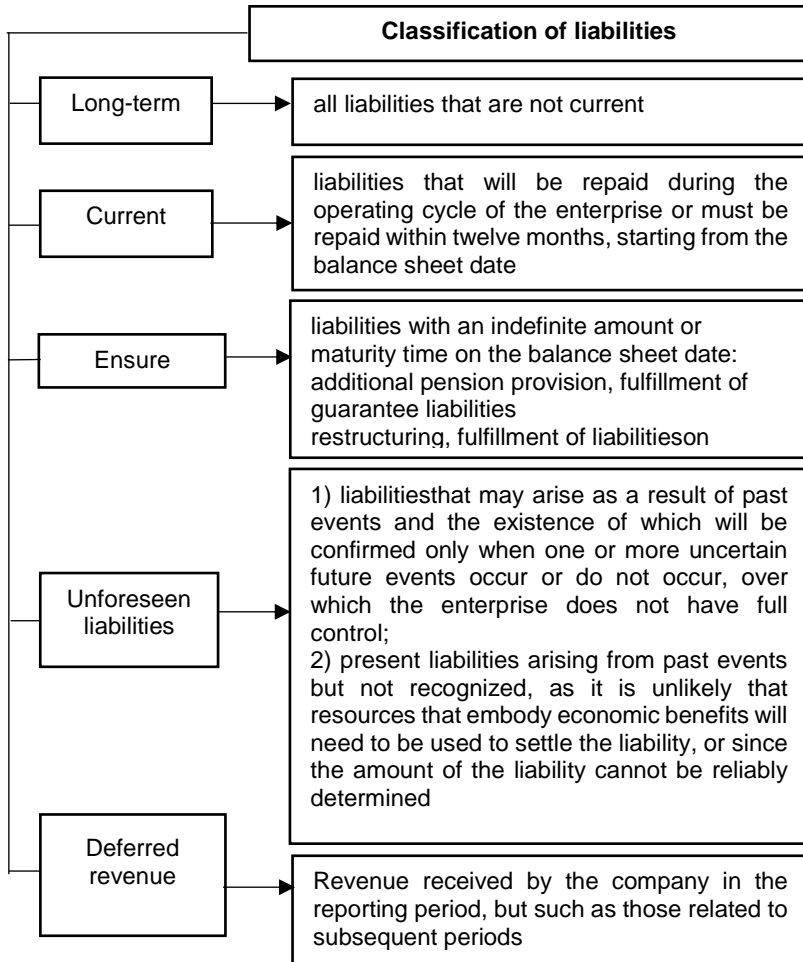 Classification of liabilities
Long-term
all liabilities that are not current
Current
liabilities that will be repaid during the
operating cycle of the enterprise or must be
repaid within twelve months, starting from the
balance sheet date
Ensure
liabilities with an indefinite amount or
maturity time on the balance sheet date:
additional pension provision, fulfillment of
guarantee liabilities
restructuring, fulfillment of liabilitieson
Unforeseen
liabilities
1) liabilitiesthat may arise as a result of past
events and the existence of which will be
confirmed only when one or more uncertain
future events occur or do not occur, over
which the enterprise does not have full
control;
2) present liabilities arising from past events
but not recognized, as it is unlikely that
resources that embody economic benefits will
need to be used to settle the liability, or since
the amount of the liability cannot be reliably
determined
Deferred
revenue
Revenue received by the company in the
reporting period, but such as those related to
subsequent periods